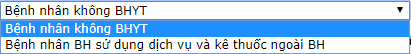 Bệnh nhân không BHYT
Bệnh nhân không BHYT
Bệnh nhân BH sử dụng dịch vụ và kê thuốc ngoài BH